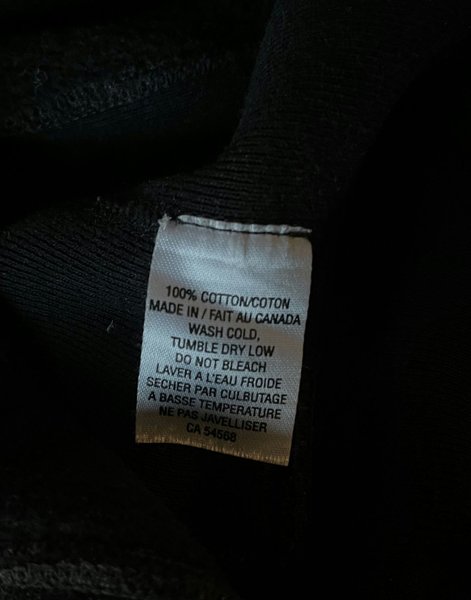 100% COTTON/COTON
MADE IN / FAIT AU CANADA
WASH COLD,
TUMBLE DRY LOW
DO NOT BLEACH
LAVER A L'EAU FROIDE
SECHER PAR CULBUTAGE
A BASSE TEMPERATURE
NE PAS JAVELLISER
CA 54568